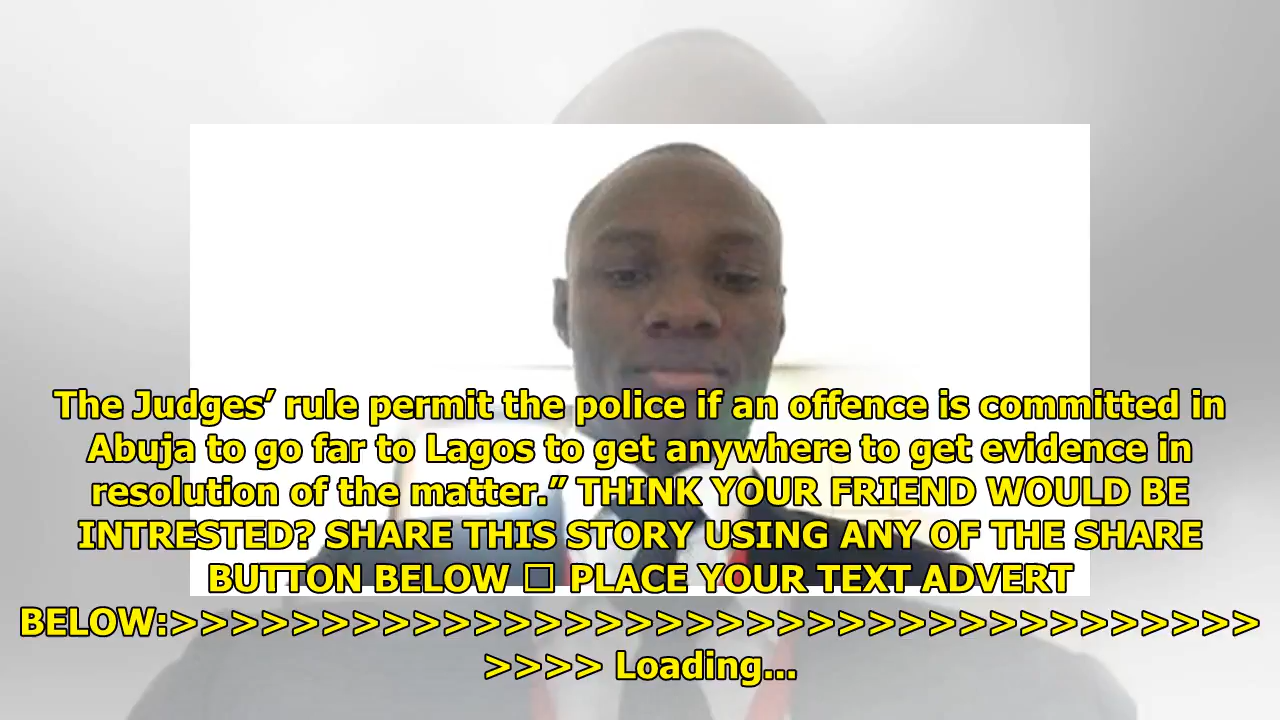 The Judges’ rule permit the police if an offence is committed in
Abuja to go far to Lagos to get anywhere to get evidence in
resolution of the matter.” THINK YOUR FRIEND WOULD BE
INTRESTED? SHARE THIS STORY USING ANY OF THE SHARE
BUTTON BELOW □ PLACE YOUR TEXT ADVERT
BELOW:>>>>>>>>>>>>>>>>>>>>>>>>>>>>>>>>>>>>
>>>> Loading...